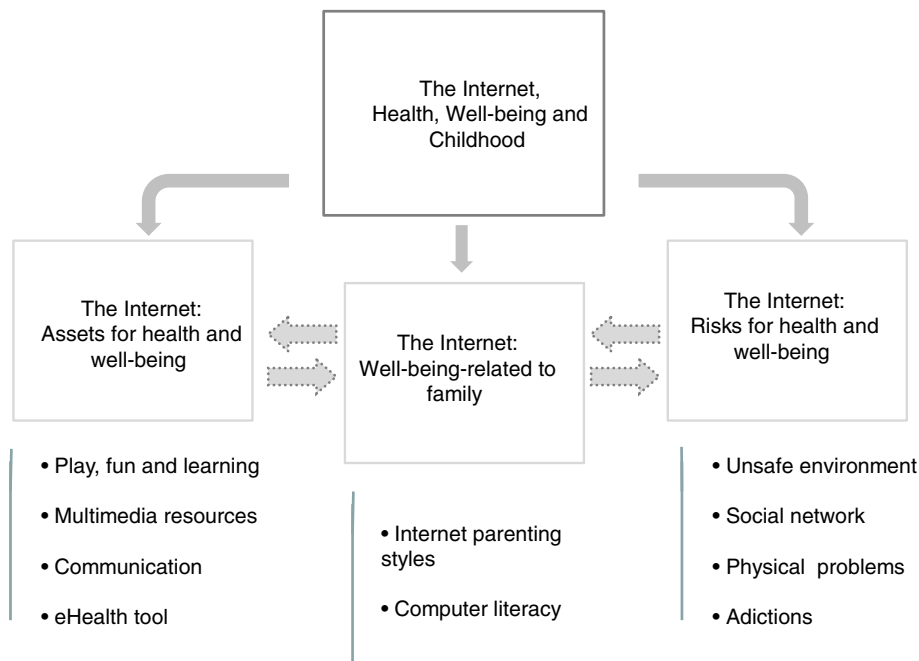 The Internet,
Health, Well-being and
Childhood
The Internet:
Assets for health and
well-being
The Internet:
Well-being-related to
family
The Internet:
Risks for health and
well-being
• Play, fun and learning
• Multimedia resources
• Communication
• eHealth tool
• Internet parenting
styles
• Computer literacy
• Unsafe environment
• Social network
• Physical problems
• Adictions